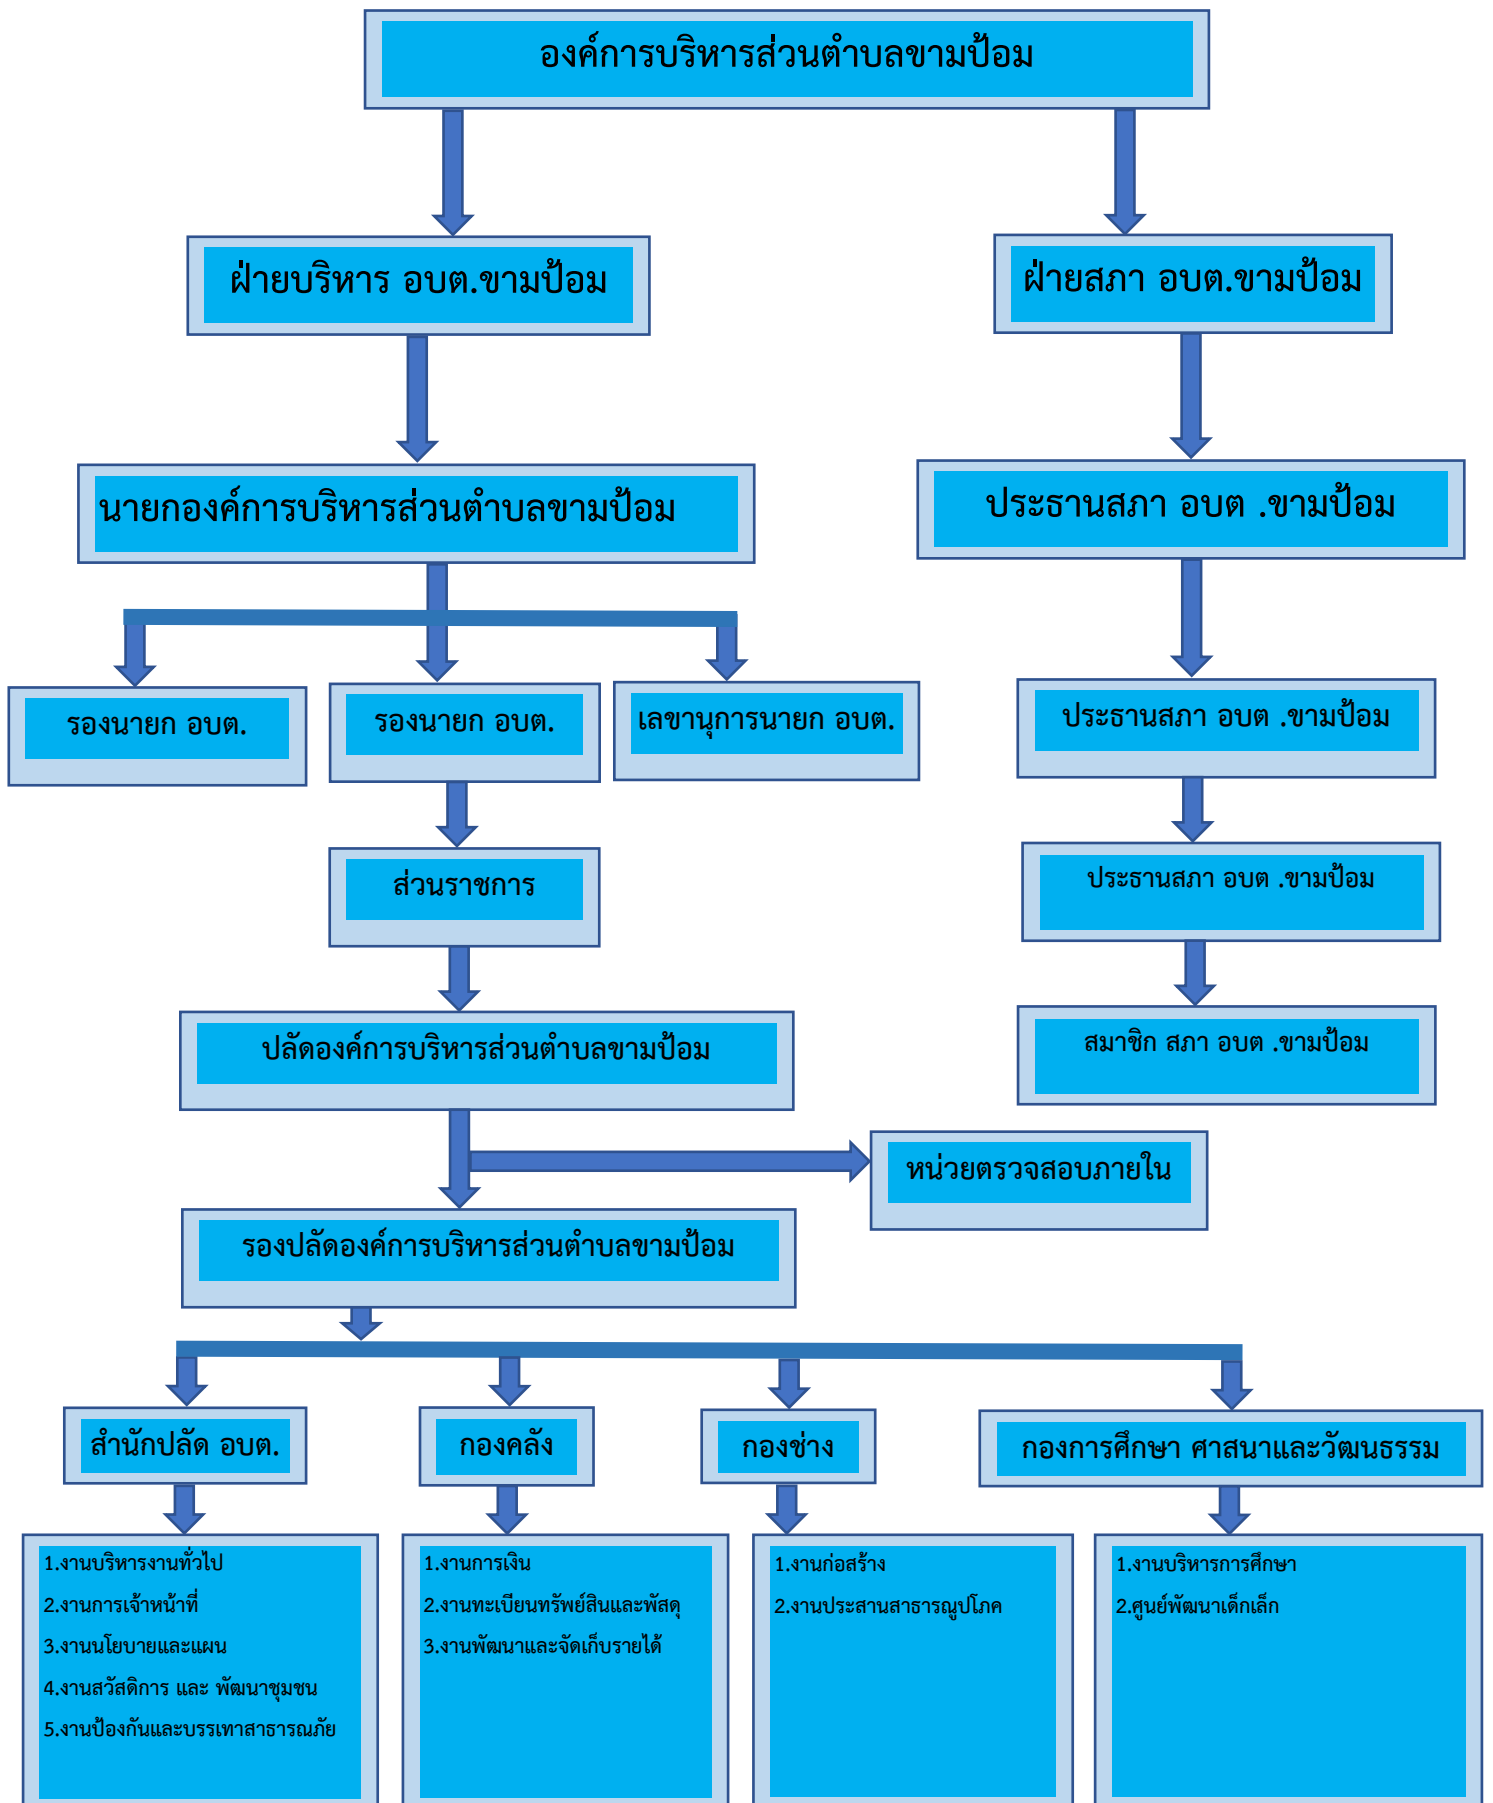 องค์การบริหารส่วนตำบลขามป้อม
ฝ่ายบริหาร อบต.ขามป้อม
ฝ่ายสภา อบต.ขามป้อม
นายกองค์การบริหารส่วนตำบลขามป้อม
ประธานสภา อบต .ขามป้อม
รองนายก อบต.
รองนายก อบต.
เลขานุการนายก อบต.
ประธานสภา อบต .ขามป้อม
ส่วนราชการ
ประธานสภา อบต .ขามป้อม
ปลัดองค์การบริหารส่วนตำบลขามป้อม
สมาชิก สภา อบต .ขามป้อม
หน่วยตรวจสอบภายใน
รองปลัดองค์การบริหารส่วนตำบลขามป้อม
สำนักปลัด อบต.
กองคลัง
กองช่าง
กองการศึกษา ศาสนาและวัฒนธรรม
1.งานบริหารงานทั่วไป
2.งานการเจ้าหน้าที่
3.งานนโยบายและแผน
4.งานสวัสดิการ และ พัฒนาชุมชน
5.งานป้องกันและบรรเทาสาธารณภัย
1.งานการเงิน
2.งานทะเบียนทรัพย์สินและพัสดุ
3.งานพัฒนาและจัดเก็บรายได้
1.งานก่อสร้าง
2.งานประสานสาธารณูปโภค
1.งานบริหารการศึกษา
2.ศูนย์พัฒนาเด็กเล็ก